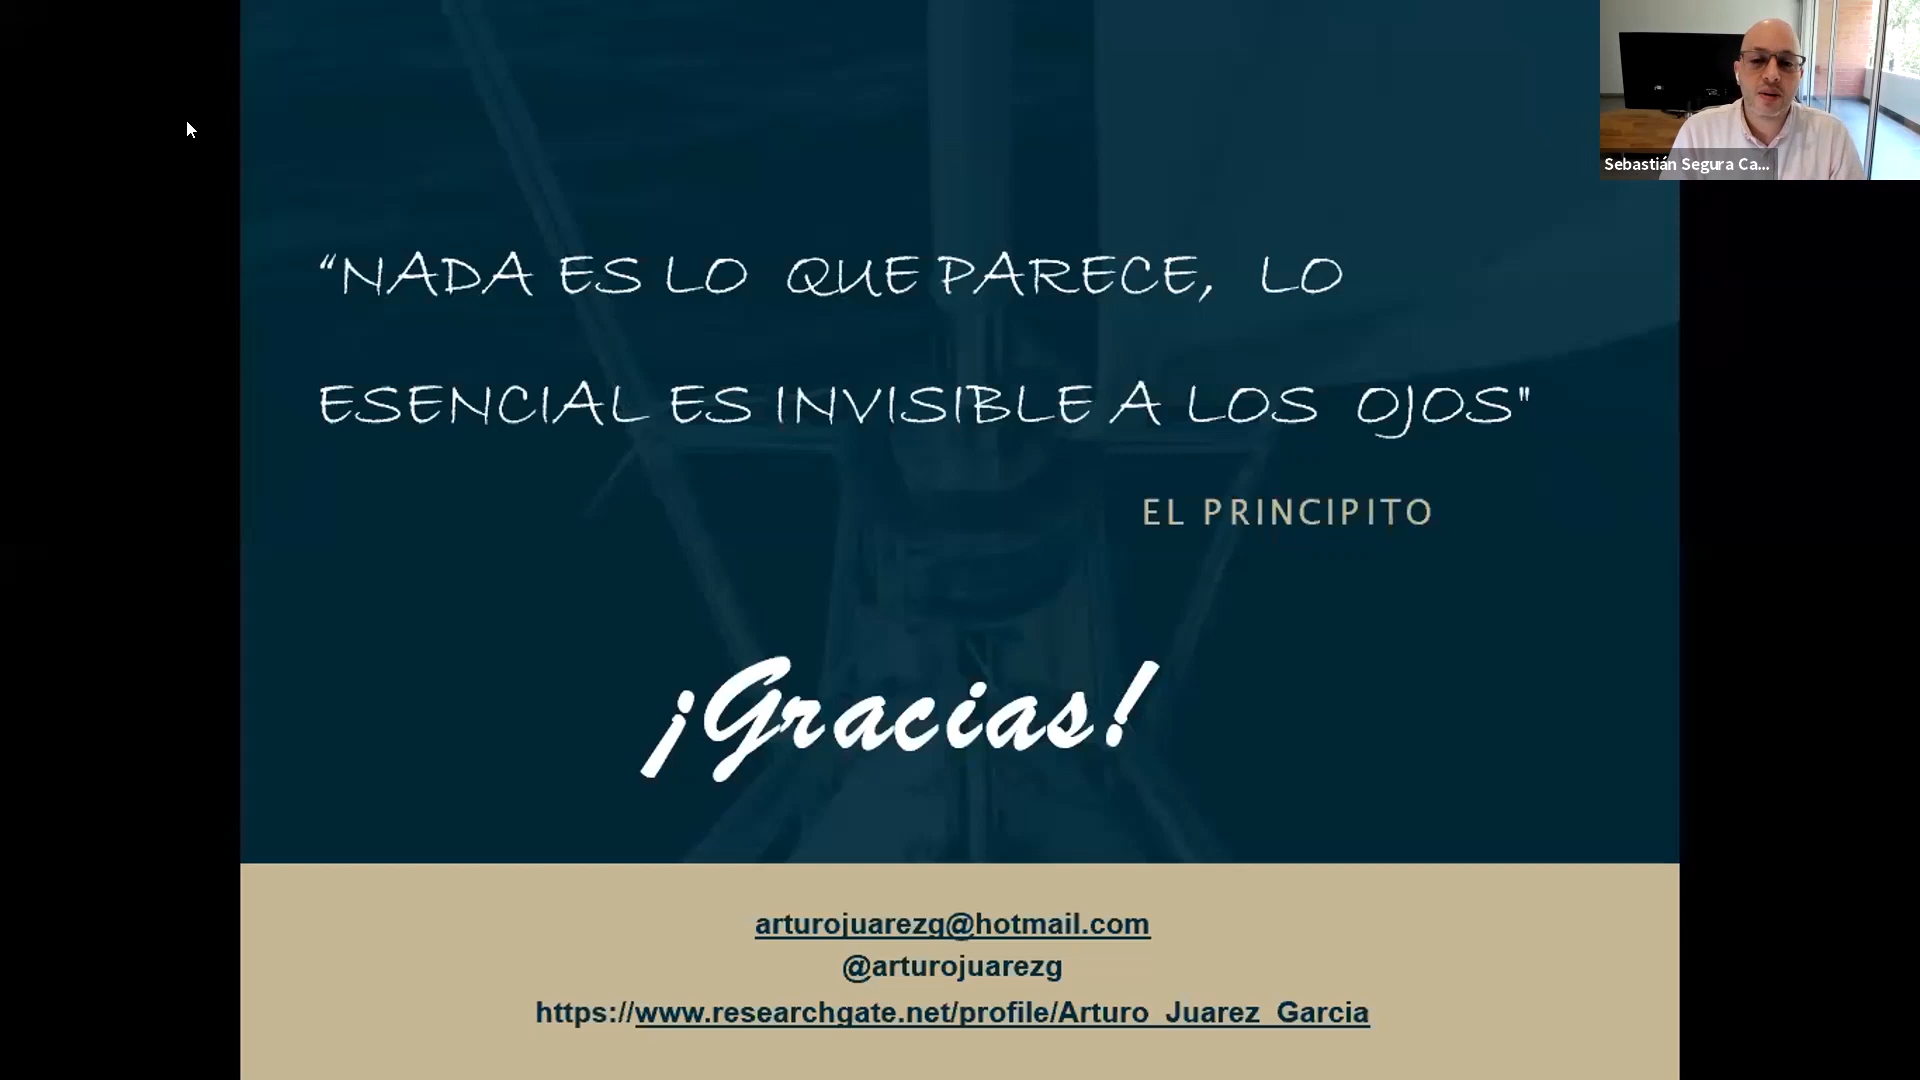 Sebastián Segura Ca...
“NADA ES LO QUE PARECE, LO
ESENCIAL ES INVISIBLE A LOS OJOS"
EL PRINCIPITO
¡Gracias!
arturojuarezg@hotmail.com
@arturojuarezg
https://www.researchgate.net/profile/Arturo_Juarez_Garcia